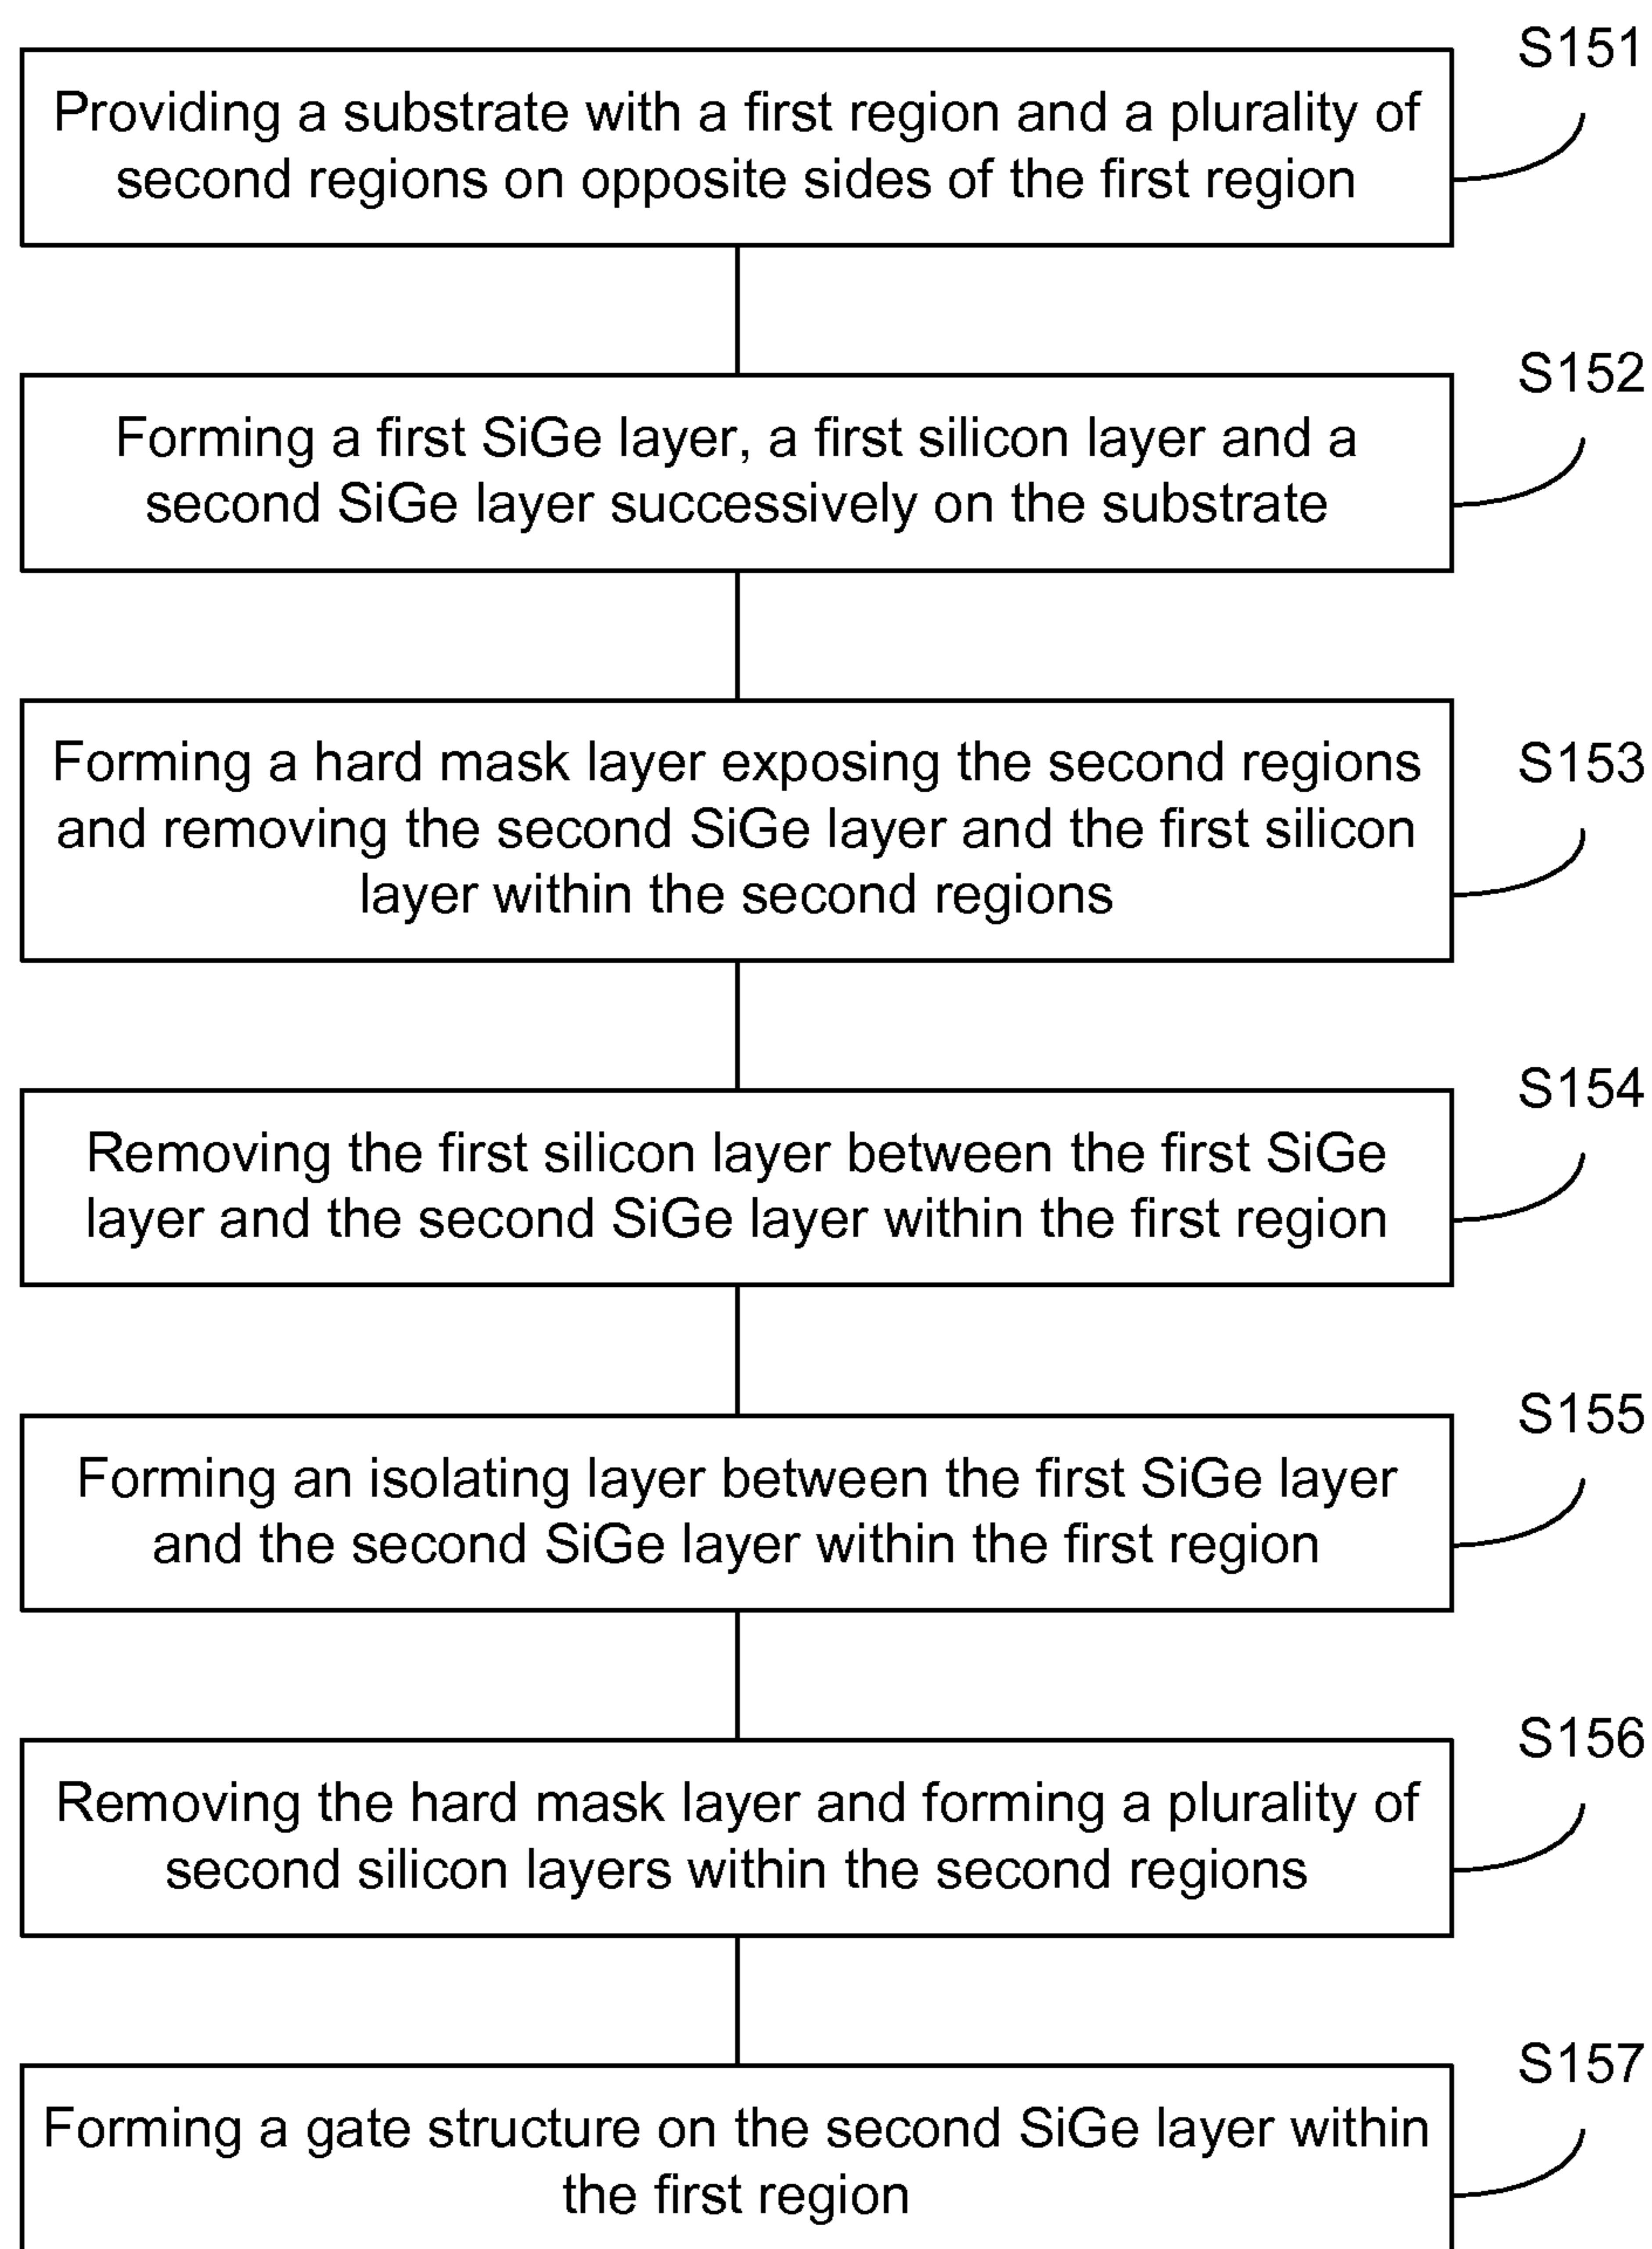 S151
Providing a substrate with a first region and a plurality of
second regions on opposite sides of the first region
S152
Forming a first SiGe layer, a first silicon layer and a
second SiGe layer successively on the substrate
S153
Forming a hard mask layer exposing the second regions
and removing the second SiGe layer and the first silicon
layer within the second regions
S154
Removing the first silicon layer between the first SiGe
layer and the second SiGe layer within the first region
S155
Forming an isolating layer between the first SiGe layer
and the second SiGe layer within the first region
S156
Removing the hard mask layer and forming a plurality of
second silicon layers within the second regions
S157
Forming a gate structure on the second SiGe layer within
the first region